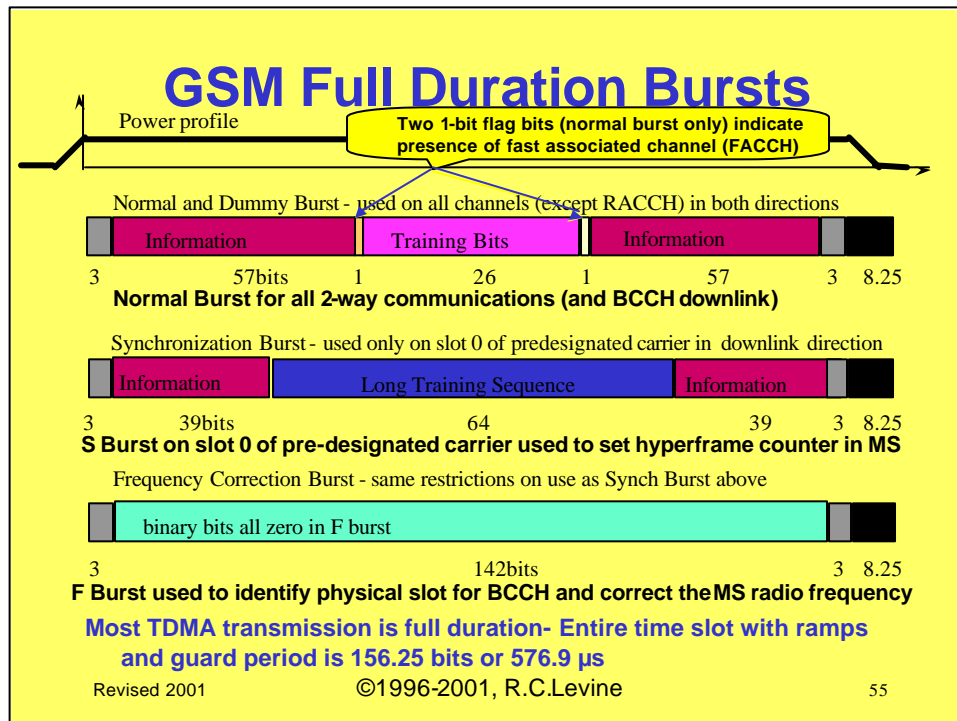 GSM Full Duration Bursts
Power profile
Two 1-bit flag bits (normal burst only) indicate
presence of fast associated channel (FACCH)
Normal and Dummy Burst - used on all channels (except RACCH) in both directions
Information Training Bits Information
3 57bits 1 26 1 57 3 8.25
Normal Burst for all 2-way communications (and BCCH downlink)
Synchronization Burst - used only on slot 0 of predesignated carrier in downlink direction
Information Long Training Sequence Information
3 39bits 64 39 3 8.25
S Burst on slot 0 of pre-designated carrier used to set hyperframe counter in MS
Frequency Correction Burst - same restrictions on use as Synch Burst above
binary bits all zero in F burst
3 142bits 3 8.25
F Burst used to identify physical slot for BCCH and correct the MS radio frequency
Most TDMA transmission is full duration- Entire time slot with ramps
and guard period is 156.25 bits or 576.9 µs
Revised 2001 ©1996-2001, R.C.Levine 55